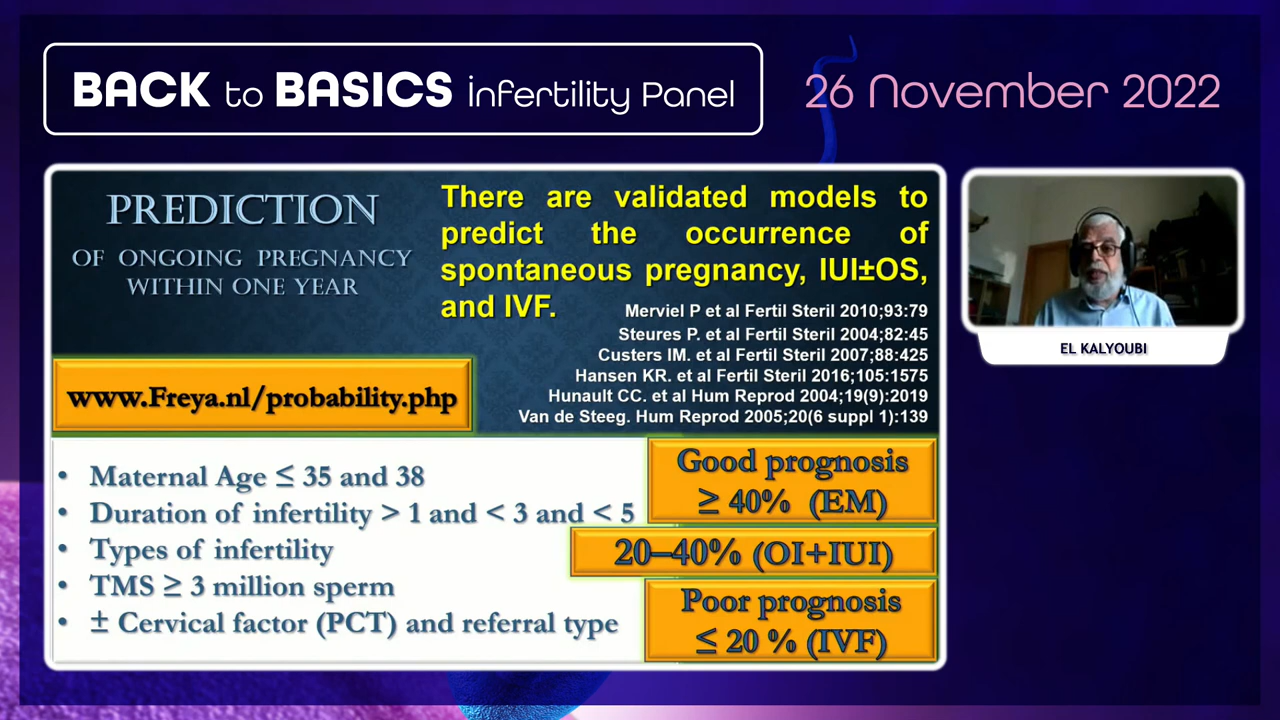 BACK to BASICS infertility Panel
26 November 2022
PREDICTION
OF ONGOING PREGNANCY
WITHIN ONE YEAR
There are validated models to
predict the occurrence of
spontaneous pregnancy, IUI±OS,
and IVF.
Merviel P et al Fertil Steril 2010;93:79
Steures P. et al Fertil Steril 2004;82:45
Custers IM. et al Fertil Steril 2007;88:425
Hansen KR. et al Fertil Steril 2016;105:1575
Hunault CC. et al Hum Reprod 2004;19(9):2019
Van de Steeg. Hum Reprod 2005;20(6 suppl 1):139
www.Freya.nl/probability.php
• Maternal Age ≤ 35 and 38
• Duration of infertility > 1 and < 3 and < 5
• Types of infertility
• TMS ≥ 3 million sperm
• ± Cervical factor (PCT) and referral type
Good prognosis
≥ 40% (EM)
20–40% (OI+IUI)
Poor prognosis
≤ 20 % (IVF)
EL KALYOUBI